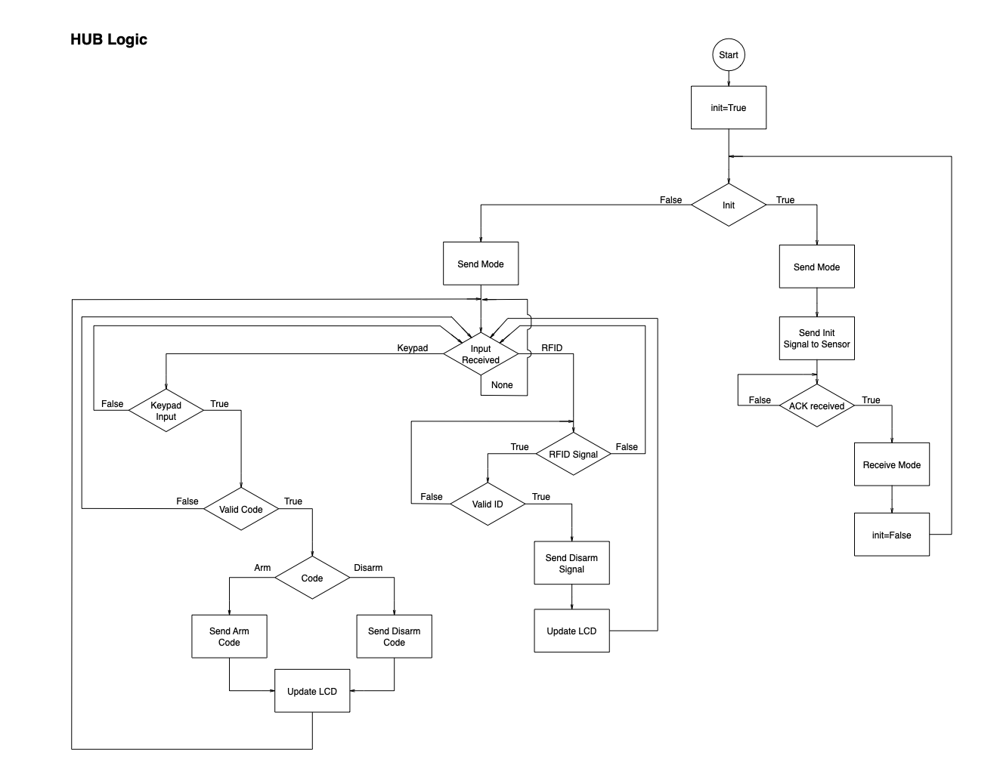 HUB Logic
Start
init=True
False
Init
True
Send Mode
Send Mode
Send Init
Signal to Sensor
Keypad
Input
Received
RFID
None
False
Keypad
Input
True
False
ACK received
True
True
RFID Signal
False
Receive Mode
False
Valid Code
True
False
Valid ID
True
init=False
Arm
Code
Disarm
Send Disarm
Signal
Send Arm
Code
Send Disarm
Code
Update LCD
Update LCD